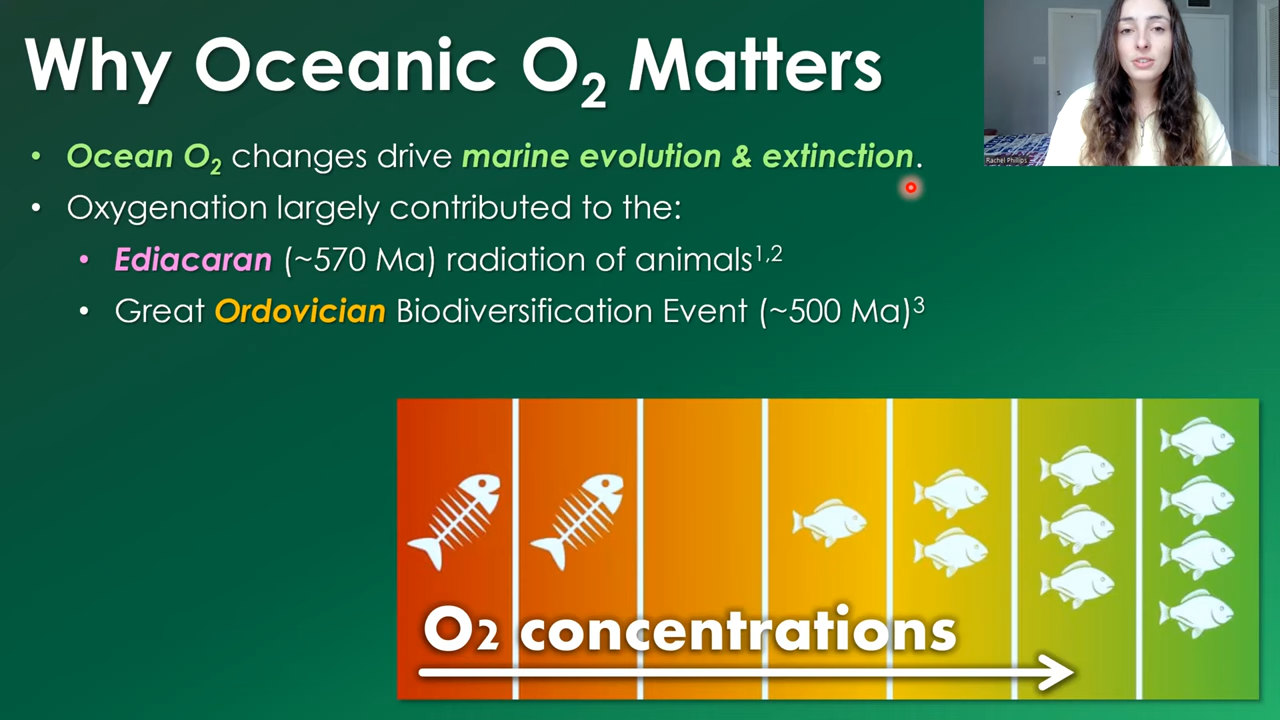 Why Oceanic O₂ Matters
Rachel Phillips
• Ocean O₂ changes drive marine evolution & extinction.
• Oxygenation largely contributed to the:
• Ediacaran (~570 Ma) radiation of animals¹,²
• Great Ordovician Biodiversification Event (~500 Ma)³
O2 concentrations